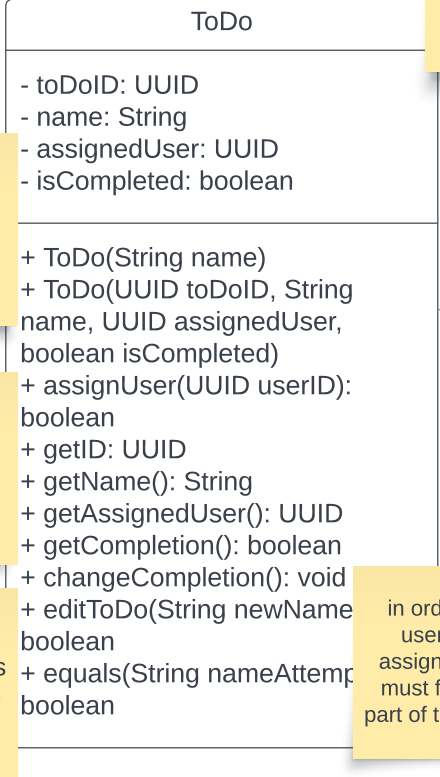 ToDo
- toDoID: UUID
- name: String
- assignedUser: UUID
- isCompleted: boolean
+ ToDo(String name)
+ ToDo(UUID toDoID, String
name, UUID assignedUser,
boolean isCompleted)
+ assignUser(UUID userID):
boolean
+ getID: UUID
+ getName(): String
+ getAssignedUser(): UUID
+ getCompletion(): boolean
+ changeCompletion(): void
+ editToDo(String newName
boolean
+ equals(String nameAttemp
boolean
in ord
user
assign
must f
part of t
s